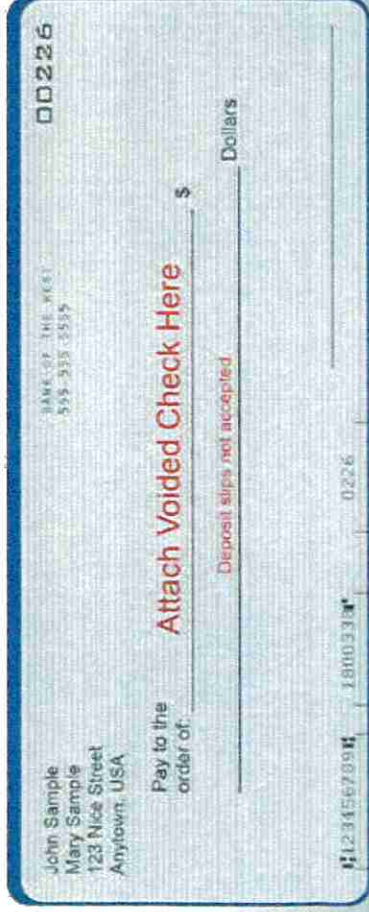 John Sample
Mary Sample
123 Nice Street
Anytown, USA
BANK OF THE WEST
555 555 5555
00226
Pay to the
order of: Attach Voided Check Here $
Deposit slips not accepted
Dollars
⑆123456789⑆ 1800338⑈ 0226